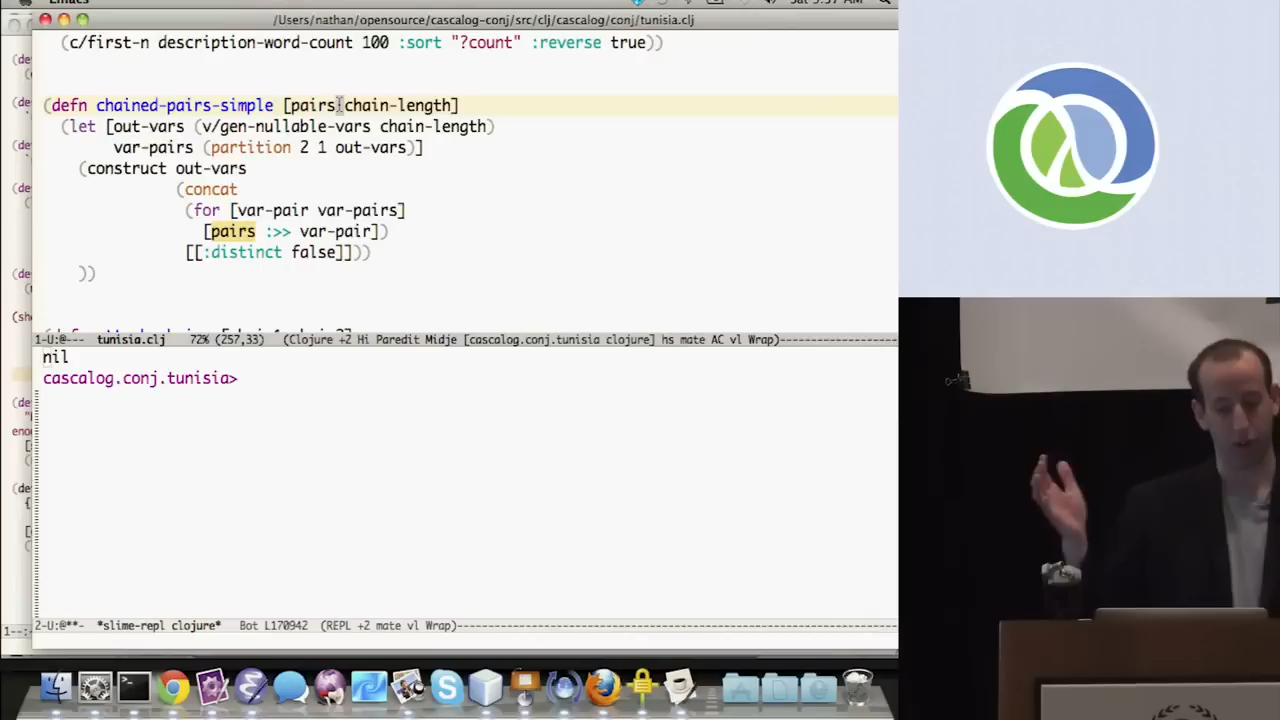 /Users/nathan/opensource/cascalog-conj/src/clj/cascalog/conj/tunisia.clj
(c/first-n description-word-count 100 :sort "?count" :reverse true))
(defn chained-pairs-simple [pairs chain-length]
(let [out-vars (v/gen-nullable-vars chain-length)
var-pairs (partition 2 1 out-vars)]
(construct out-vars
(concat
(for [var-pair var-pairs]
[pairs :>> var-pair])
[[:distinct false]]))
))
1-U:@--- tunisia.clj 72% (257,33) (Clojure +2 Hi Paredit Midje [cascalog.conj.tunisia clojure] hs mate AC vl Wrap)
nil
cascalog.conj.tunisia>
2-U:@**- *slime-repl clojure* Bot L170942 (REPL +2 mate vl Wrap)